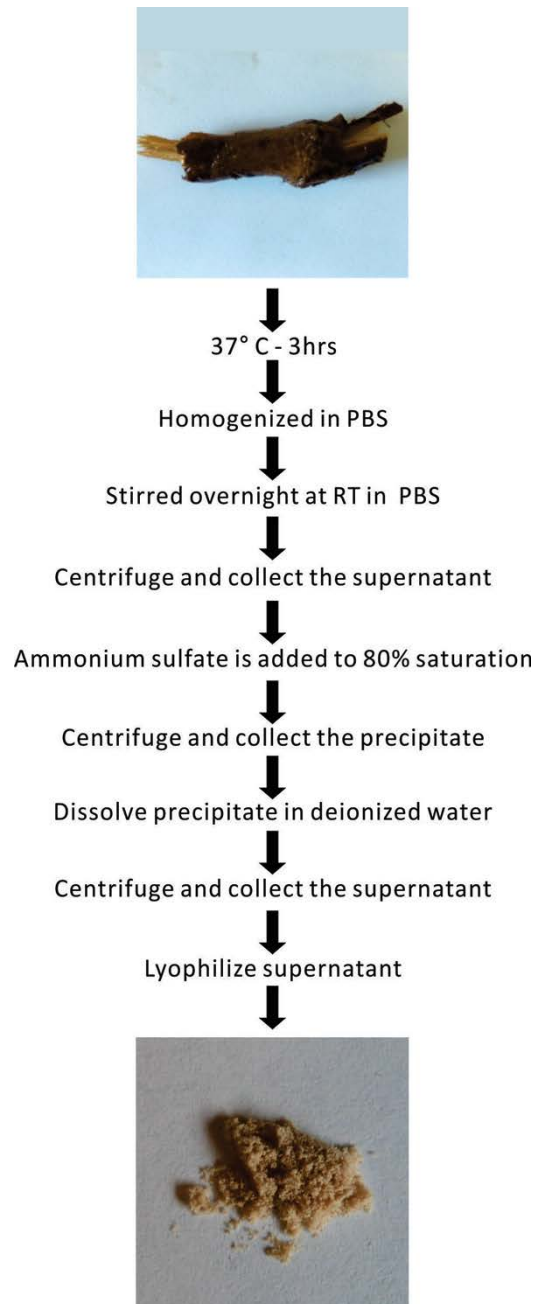 37° C - 3hrs
Homogenized in PBS
Stirred overnight at RT in PBS
Centrifuge and collect the supernatant
Ammonium sulfate is added to 80% saturation
Centrifuge and collect the precipitate
Dissolve precipitate in deionized water
Centrifuge and collect the supernatant
Lyophilize supernatant